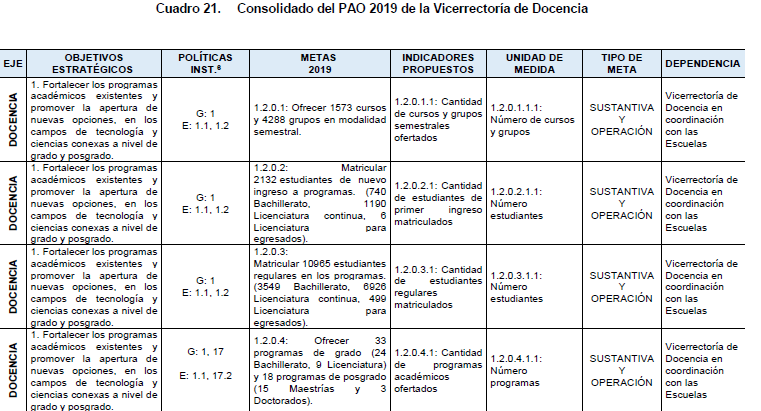 Cuadro 21. Consolidado del PAO 2019 de la Vicerrectoría de Docencia
EJE
OBJETIVOS
ESTRATÉGICOS
POLÍTICAS
INST.⁸
METAS
2019
INDICADORES
PROPUESTOS
UNIDAD DE
MEDIDA
TIPO DE
META
DEPENDENCIA
DOCENCIA
1. Fortalecer los programas
académicos existentes y
promover la apertura de
nuevas opciones, en los
campos de tecnología y
ciencias conexas a nivel de
grado y posgrado.
G: 1
E: 1.1, 1.2
1.2.0.1: Ofrecer 1573 cursos
y 4288 grupos en modalidad
semestral.
1.2.0.1.1: Cantidad
de cursos y grupos
semestrales
ofertados
1.2.0.1.1.1:
Número de cursos
y grupos
SUSTANTIVA
Y
OPERACIÓN
Vicerrectoría de
Docencia en
coordinación
con las
Escuelas
DOCENCIA
1. Fortalecer los programas
académicos existentes y
promover la apertura de
nuevas opciones, en los
campos de tecnología y
ciencias conexas a nivel de
grado y posgrado.
G: 1
E: 1.1, 1.2
1.2.0.2: Matricular
2132 estudiantes de nuevo
ingreso a programas. (740
Bachillerato, 1190
Licenciatura continua, 6
Licenciatura para
egresados).
1.2.0.2.1: Cantidad
de estudiantes de
primer ingreso
matriculados
1.2.0.2.1.1:
Número
estudiantes
SUSTANTIVA
Y
OPERACIÓN
Vicerrectoría de
Docencia en
coordinación
con las
Escuelas
DOCENCIA
1. Fortalecer los programas
académicos existentes y
promover la apertura de
nuevas opciones, en los
campos de tecnología y
ciencias conexas a nivel de
grado y posgrado.
G: 1
E: 1.1, 1.2
1.2.0.3:
Matricular 10965 estudiantes
regulares en los programas.
(3549 Bachillerato, 6926
Licenciatura continua, 499
Licenciatura para
egresados).
1.2.0.3.1: Cantidad
de estudiantes
regulares
matriculados
1.2.0.3.1.1:
Número
estudiantes
SUSTANTIVA
Y
OPERACIÓN
Vicerrectoría de
Docencia en
coordinación
con las
Escuelas
DOCENCIA
1. Fortalecer los programas
académicos existentes y
promover la apertura de
nuevas opciones, en los
campos de tecnología y
ciencias conexas a nivel de
grado y posgrado.
G: 1, 17
E: 1.1, 17.2
1.2.0.4: Ofrecer 33
programas de grado (24
Bachillerato, 9 Licenciatura)
y 18 programas de posgrado
(15 Maestrías y 3
Doctorados).
1.2.0.4.1: Cantidad
de programas
académicos
ofertados
1.2.0.4.1.1:
Número
programas
SUSTANTIVA
Y
OPERACIÓN
Vicerrectoría de
Docencia en
coordinación
con las
Escuelas